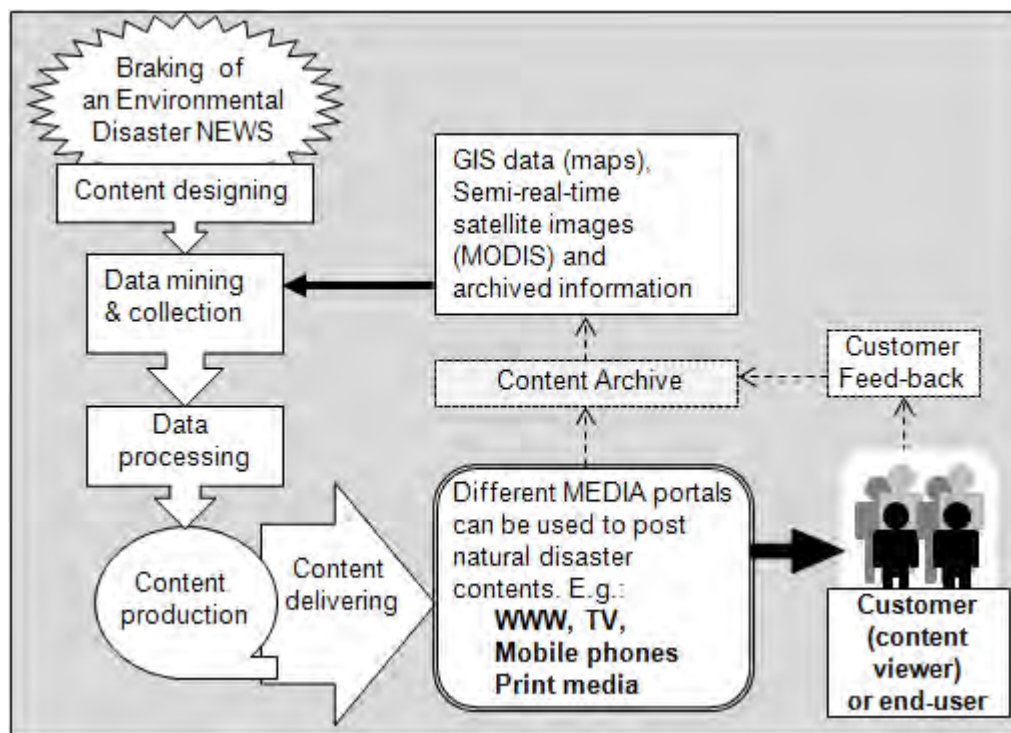 Braking of
an Environmental
Disaster NEWS
Content designing
Data mining
& collection
Data
processing
Content
production
Content
delivering
GIS data (maps),
Semi-real-time
satellite images
(MODIS) and
archived information
Content Archive
Customer
Feed-back
Different MEDIA portals
can be used to post
natural disaster
contents. E.g.:
WWW, TV,
Mobile phones
Print media
Customer
(content
viewer)
or end-user